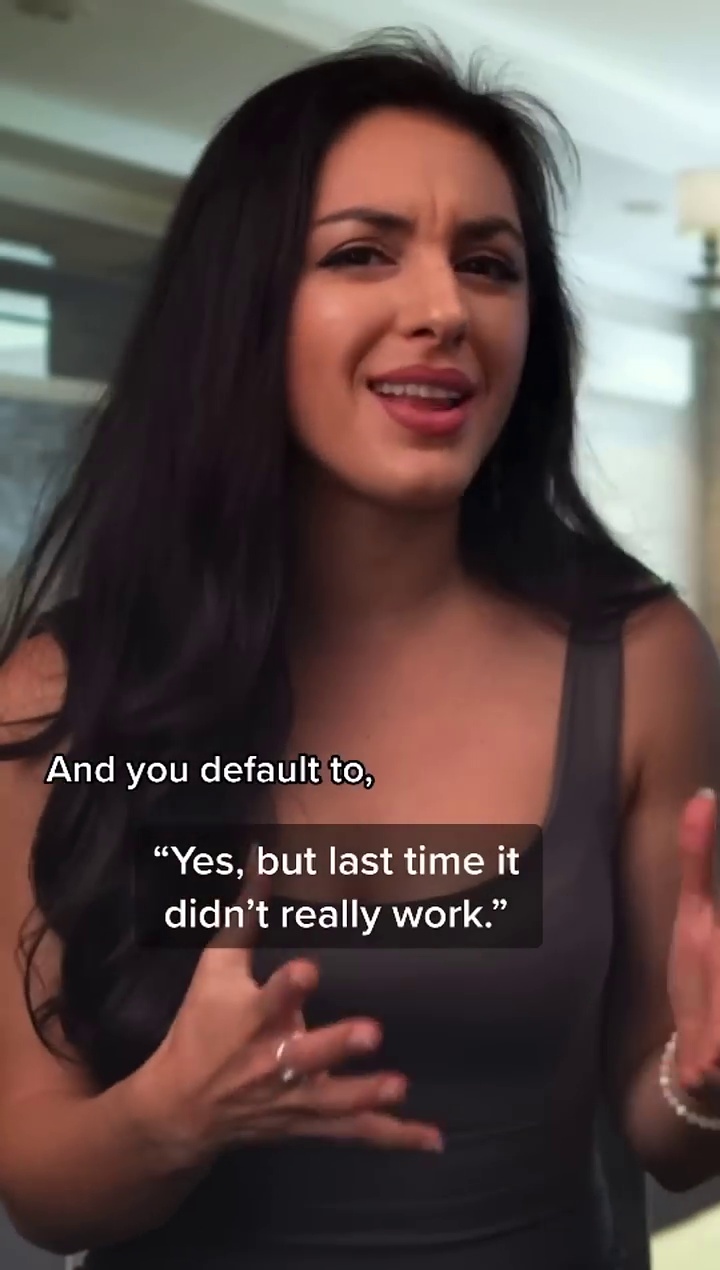 And you default to,
“Yes, but last time it
didn’t really work.”